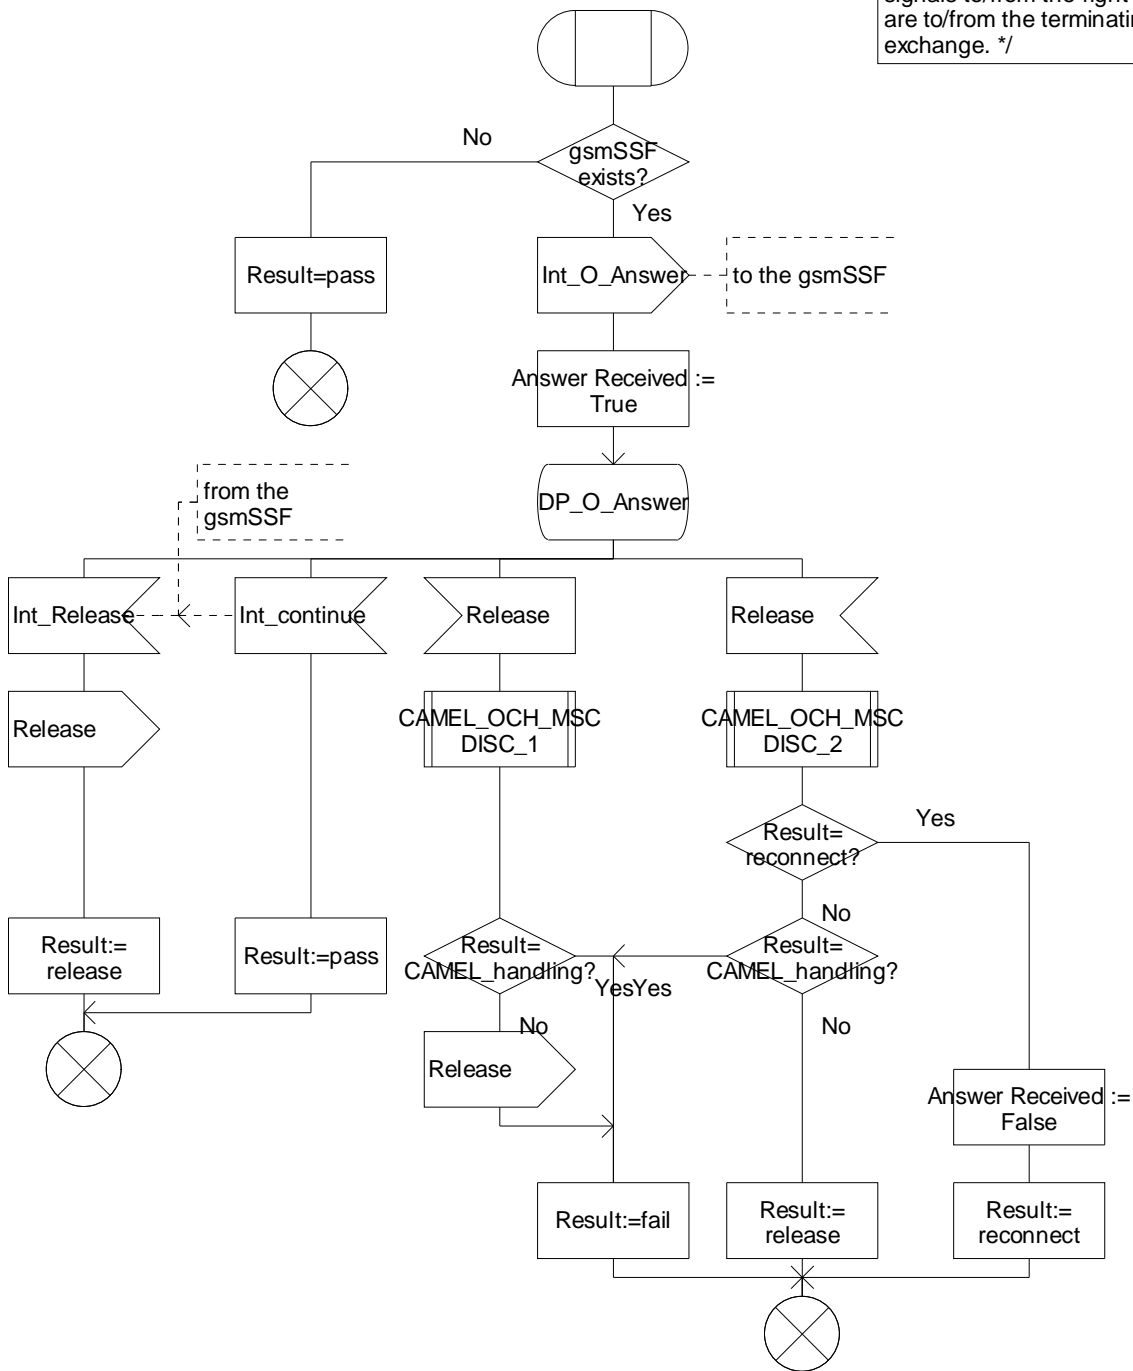 signals to/from the right
are to/from the terminatin
exchange. */
No
gsmSSF
exists?
Yes
Result=pass
Int_O_Answer
to the gsmSSF
Answer Received :=
True
from the
gsmSSF
DP_O_Answer
Int_Release
Int_continue
Release
Release
Release
CAMEL_OCH_MSC
DISC_1
CAMEL_OCH_MSC
DISC_2
Result=
reconnect?
Yes
No
Result:=
release
Result:=pass
Result=
CAMEL_handling?
Yes
Yes
Result=
CAMEL_handling?
No
No
Release
Answer Received :=
False
Result:=fail
Result:=
release
Result:=
reconnect